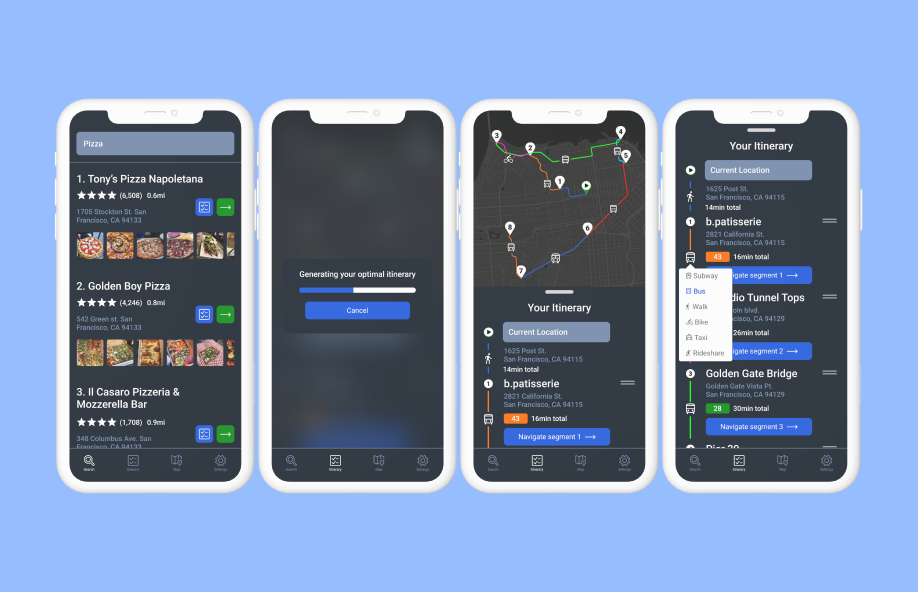 Pizza
1. Tony's Pizza Napoletana
(6,508) 0.6mi
1705 Stockton St. San
Francisco, CA 94133
2. Golden Boy Pizza
(4,246) 0.8mi
542 Green st. San
Francisco, CA 94133
3. Il Casaro Pizzeria &
Mozzerella Bar
(1,708) 0.9mi
348 Columbus Ave. San
Francisco, CA 94133
Search
Itinerary
Map
Settings
Generating your optimal itinerary
Cancel
Search
Itinerary
Map
Settings
3
2
4
5
1
8
6
7
Your Itinerary
Current Location
1625 Post St.
San Francisco, CA 94115
14min total
1 b.patisserie
2821 California St.
San Francisco, CA 94115
43 16min total
Navigate segment 1
Search
Itinerary
Map
Settings
Your Itinerary
Current Location
1625 Post St.
San Francisco, CA 94115
14min total
1 b.patisserie
2821 California St.
San Francisco, CA 94115
43 16min total
Navigate segment 1
Subway
Bus
Walk
Bike
Taxi
Rideshare
dio Tunnel Tops
oln blvd.
cisco, CA 94129
26min total
igate segment 2
3 Golden Gate Bridge
Golden Gate Vista Pt.
San Francisco, CA 94129
28 30min total
Navigate segment 3
Search
Itinerary
Map
Settings